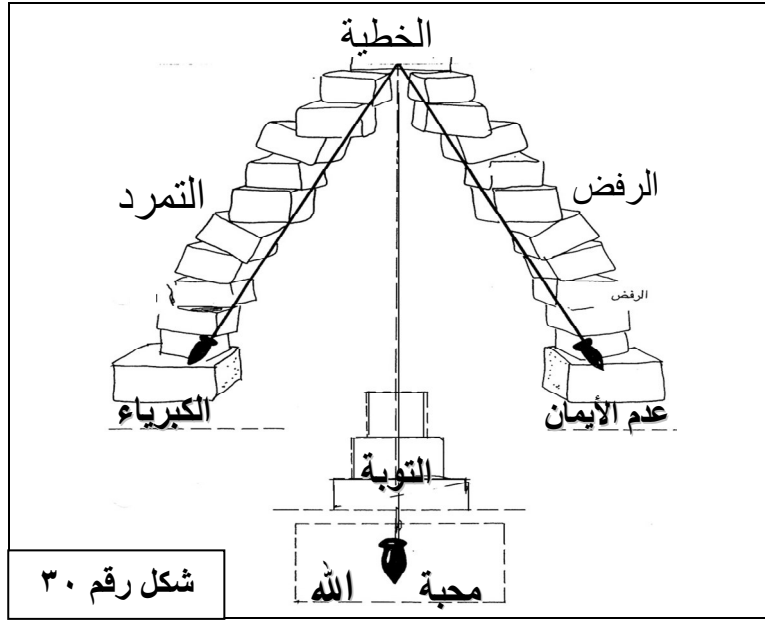 الخطية
الرفض
التمرد
الرفض
عدم الأيمان
الكبرياء
التوبة
محبة الله
شكل رقم ٣٠